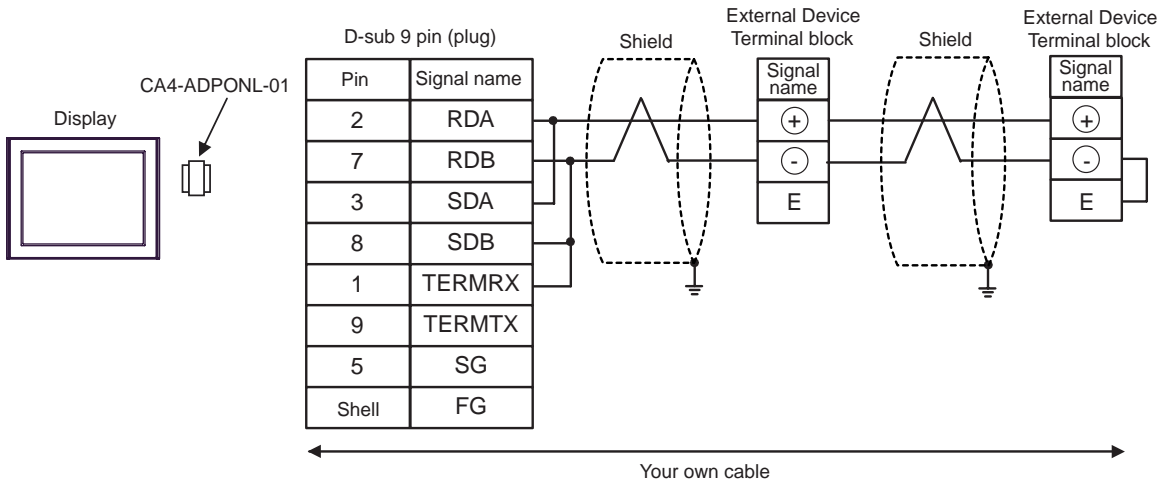 Display
CA4-ADPONL-01
D-sub 9 pin (plug)
Pin Signal name
2 RDA
7 RDB
3 SDA
8 SDB
1 TERMRX
9 TERMTX
5 SG
Shell FG
Shield
External Device
Terminal block
Signal
name
+
-
E
Shield
External Device
Terminal block
Signal
name
+
-
E
Your own cable